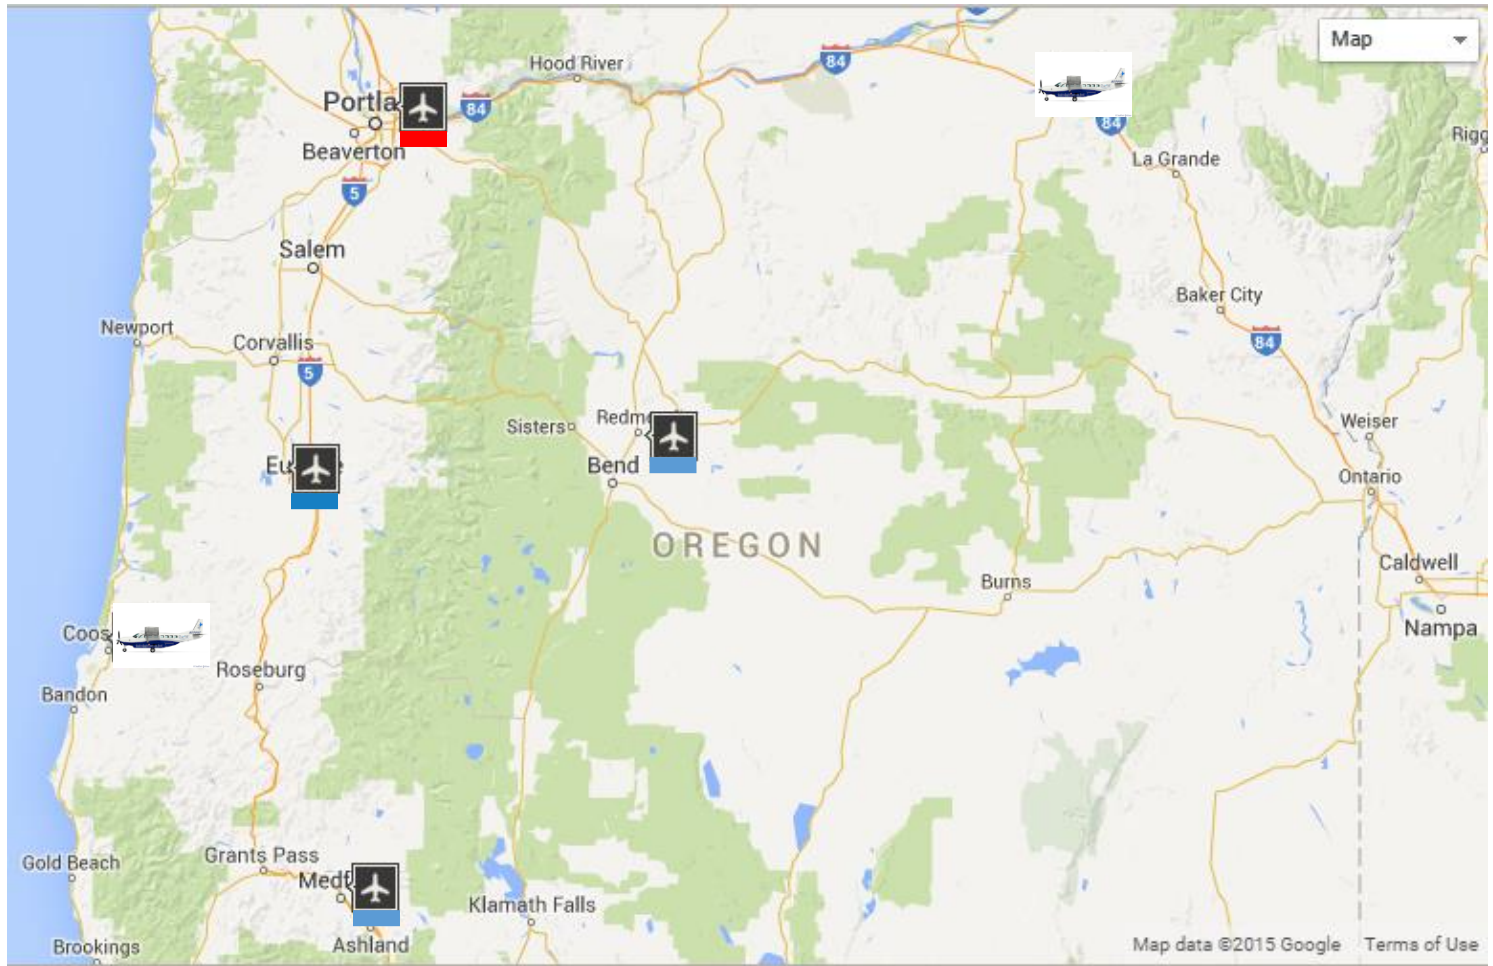 Map
Hood River
84
Portla
84
84
Rigg
Beaverton
La Grande
5
Salem
Baker City
Newport
84
Corvallis
5
Redm
Weiser
Sisters
Eu e
Bend
Ontario
OREGON
Caldwell
Burns
Nampa
Coos
Roseburg
Bandon
Grants Pass
Gold Beach
Medf
Klamath Falls
Ashland
Brookings
Map data ©2015 Google Terms of Use